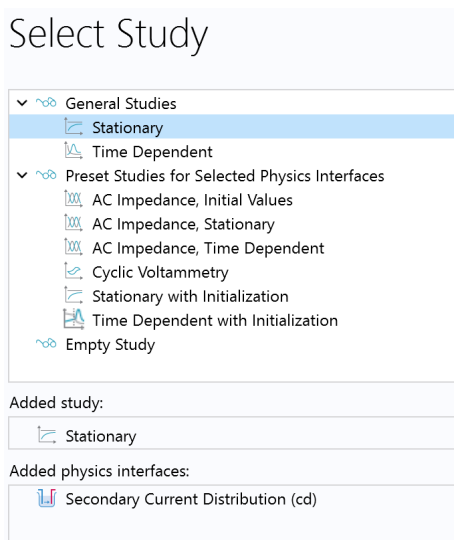 Select Study
General Studies
Stationary
Time Dependent
Preset Studies for Selected Physics Interfaces
AC Impedance, Initial Values
AC Impedance, Stationary
AC Impedance, Time Dependent
Cyclic Voltammetry
Stationary with Initialization
Time Dependent with Initialization
Empty Study
Added study:
Stationary
Added physics interfaces:
Secondary Current Distribution (cd)